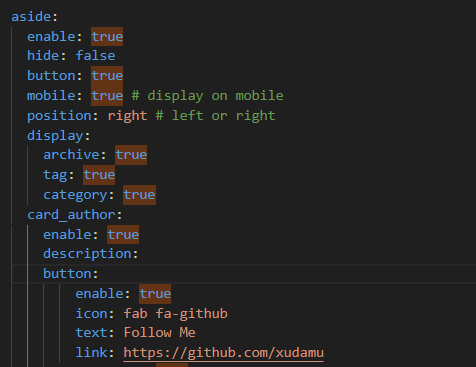 aside:
  enable: true
  hide: false
  button: true
  mobile: true # display on mobile
  position: right # left or right
  display:
    archive: true
    tag: true
    category: true
  card_author:
    enable: true
    description:
    button:
        enable: true
        icon: fab fa-github
        text: Follow Me
        link: https://github.com/xudamu